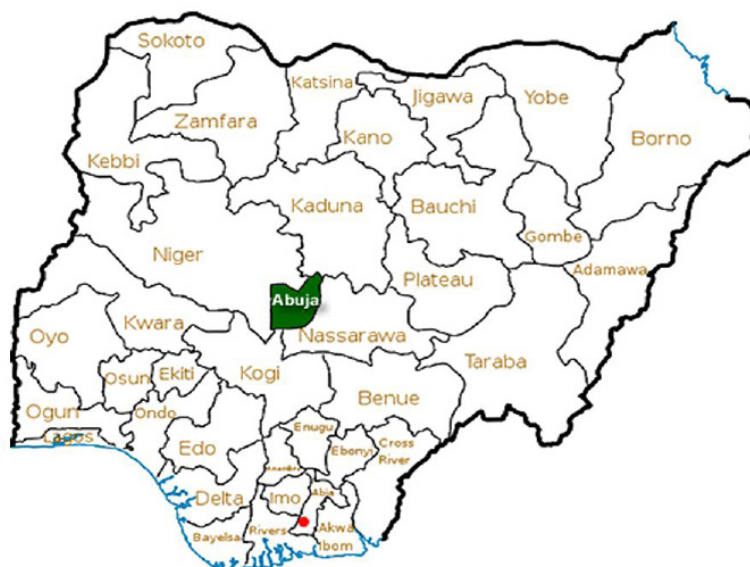 Sokoto
Katsina
Jigawa
Yobe
Zamfara
Kano
Borno
Kebbi
Kaduna
Bauchi
Gombe
Niger
Adamawa
Plateau
Abuja
Kwara
Oyo
Nassarawa
Taraba
Osun
Ekiti
Kogi
Benue
Ogun
Ondo
Lagos
Enugu
Edo
Ebonyi
Cross
River
Delta
Imo
Abia
Rivers
Akwa
Ibom
Bayelsa